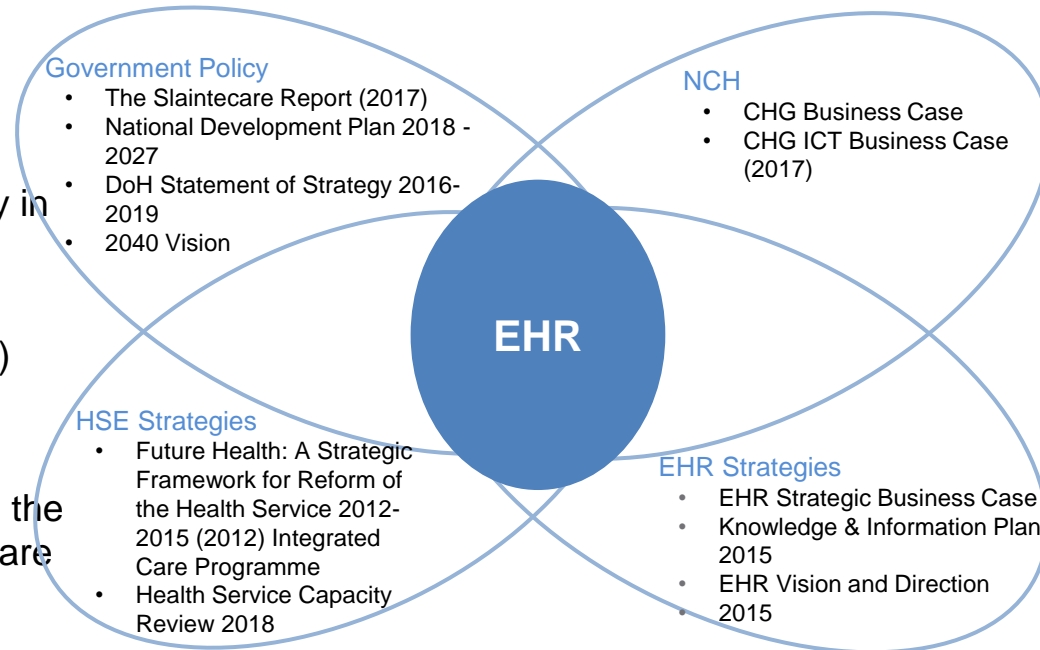 Government Policy
• The Slaintecare Report (2017)
• National Development Plan 2018 -
2027
• DoH Statement of Strategy 2016-
2019
• 2040 Vision
NCH
• CHG Business Case
• CHG ICT Business Case
(2017)
y in
)
the
are
EHR
HSE Strategies
• Future Health: A Strategic
Framework for Reform of
the Health Service 2012-
2015 (2012) Integrated
Care Programme
• Health Service Capacity
Review 2018
EHR Strategies
• EHR Strategic Business Case
• Knowledge & Information Plan
2015
• EHR Vision and Direction
• 2015